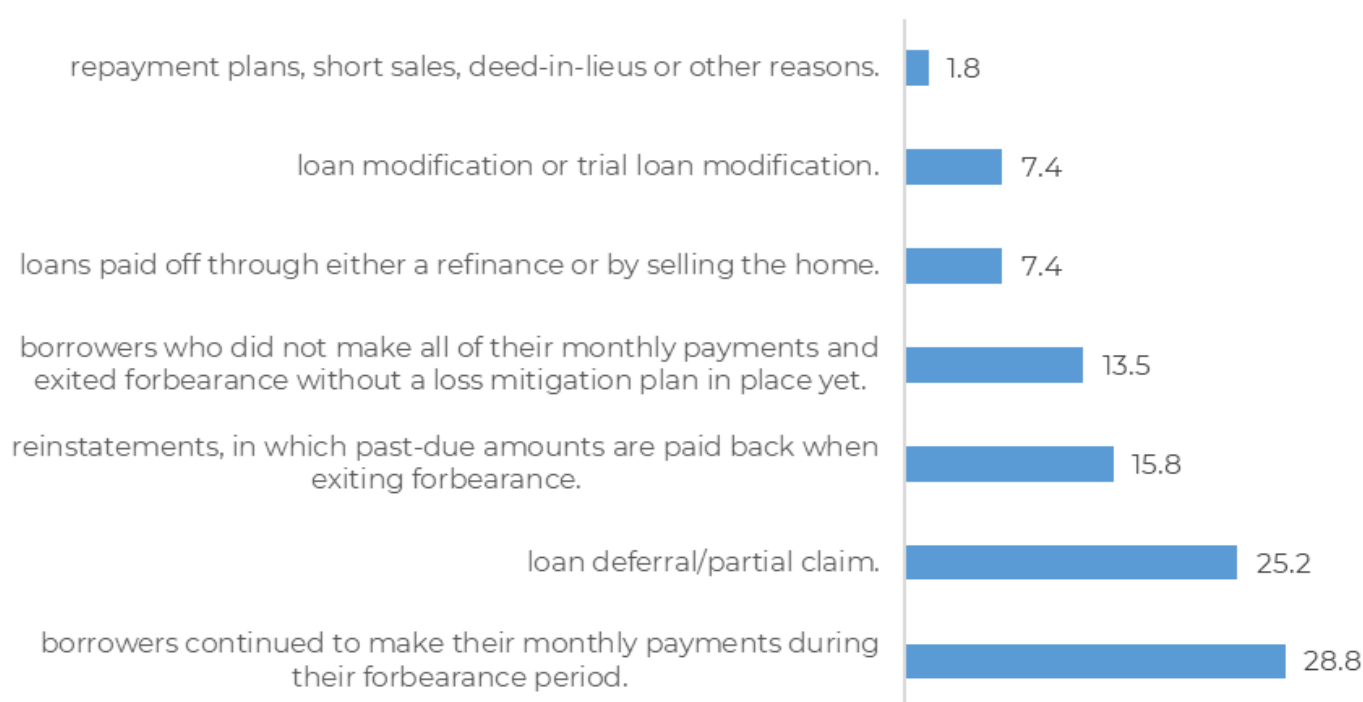 repayment plans, short sales, deed-in-lieus or other reasons.
1.8
loan modification or trial loan modification.
7.4
loans paid off through either a refinance or by selling the home.
7.4
borrowers who did not make all of their monthly payments and
exited forbearance without a loss mitigation plan in place yet.
13.5
reinstatements, in which past-due amounts are paid back when
exiting forbearance.
15.8
loan deferral/partial claim.
25.2
borrowers continued to make their monthly payments during
their forbearance period.
28.8